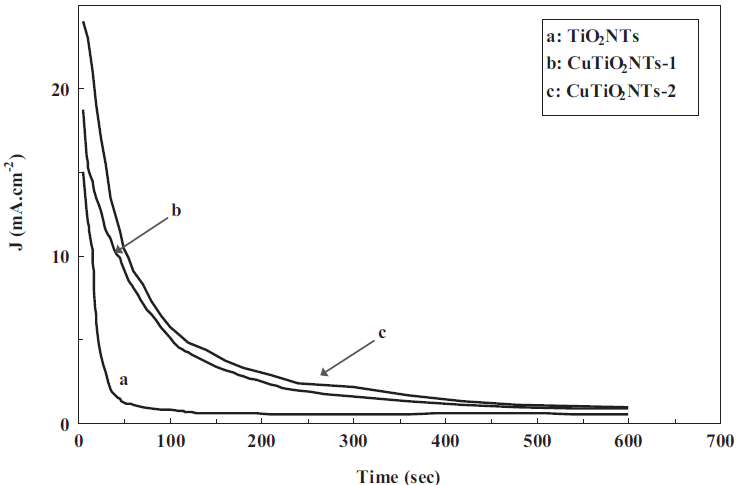 a: TiO₂NTs
b: CuTiO₂NTs-1
c: CuTiO₂NTs-2
20
10
0
J (mA.cm⁻²)
b
c
a
0 100 200 300 400 500 600 700
Time (sec)